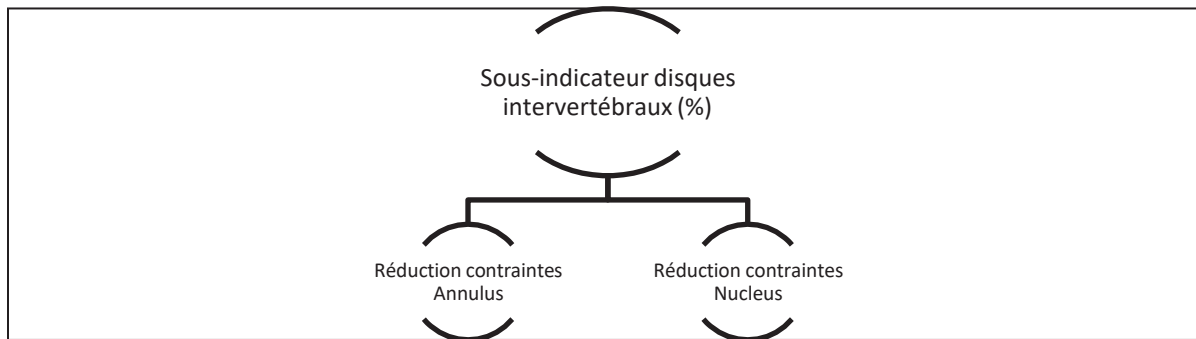 Sous-indicateur disques
intervertébraux (%)
Réduction contraintes
Annulus
Réduction contraintes
Nucleus